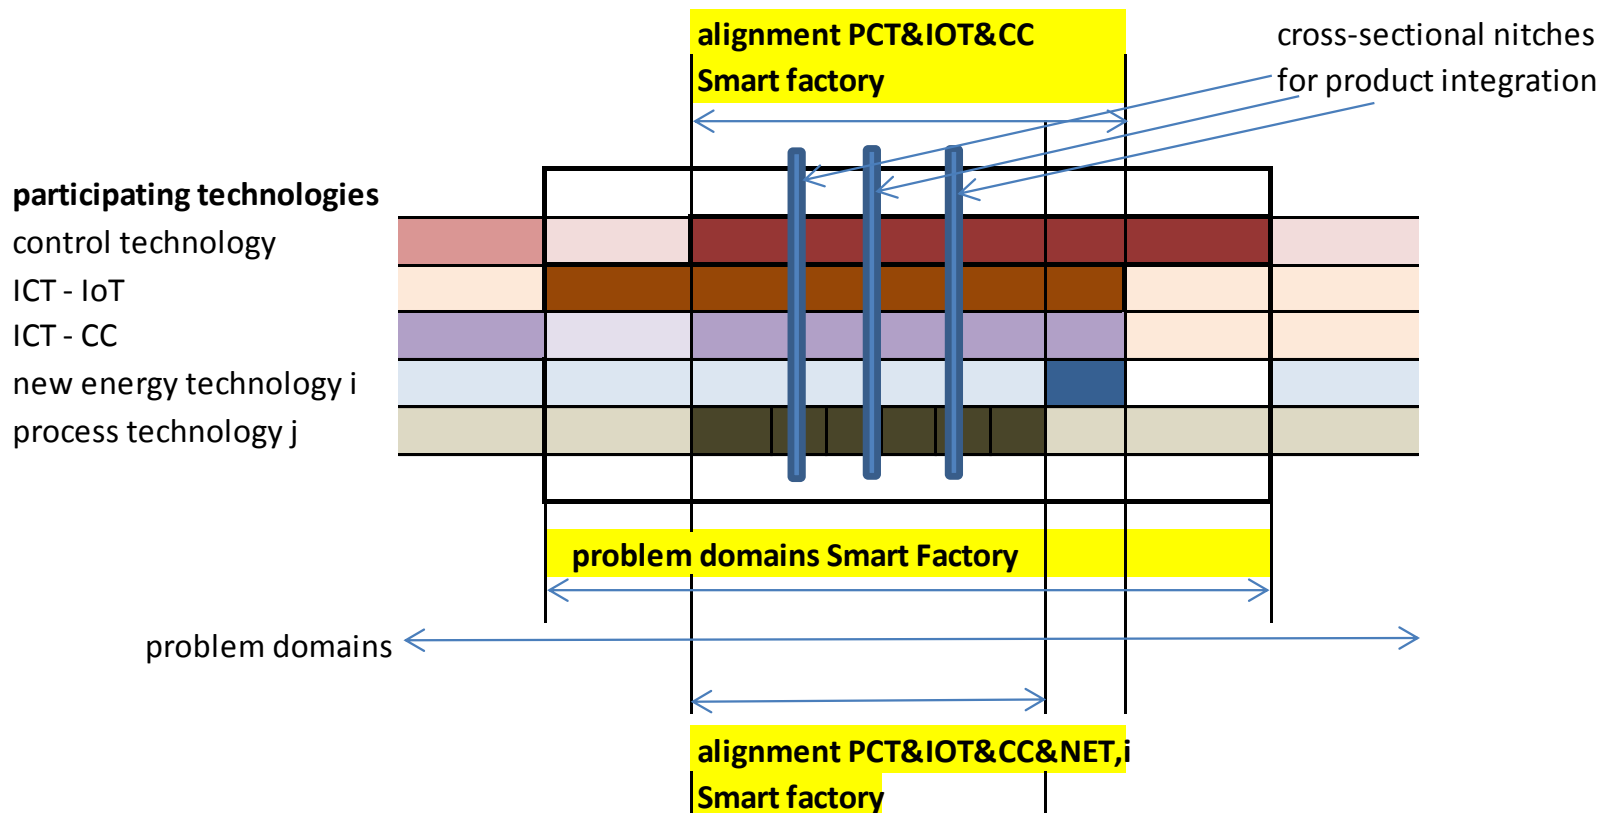 alignment PCT&IOT&CC
Smart factory
cross-sectional nitches
for product integration
participating technologies
control technology
ICT - IoT
ICT - CC
new energy technology i
process technology j
problem domains Smart Factory
problem domains
alignment PCT&IOT&CC&NET,i
Smart factory